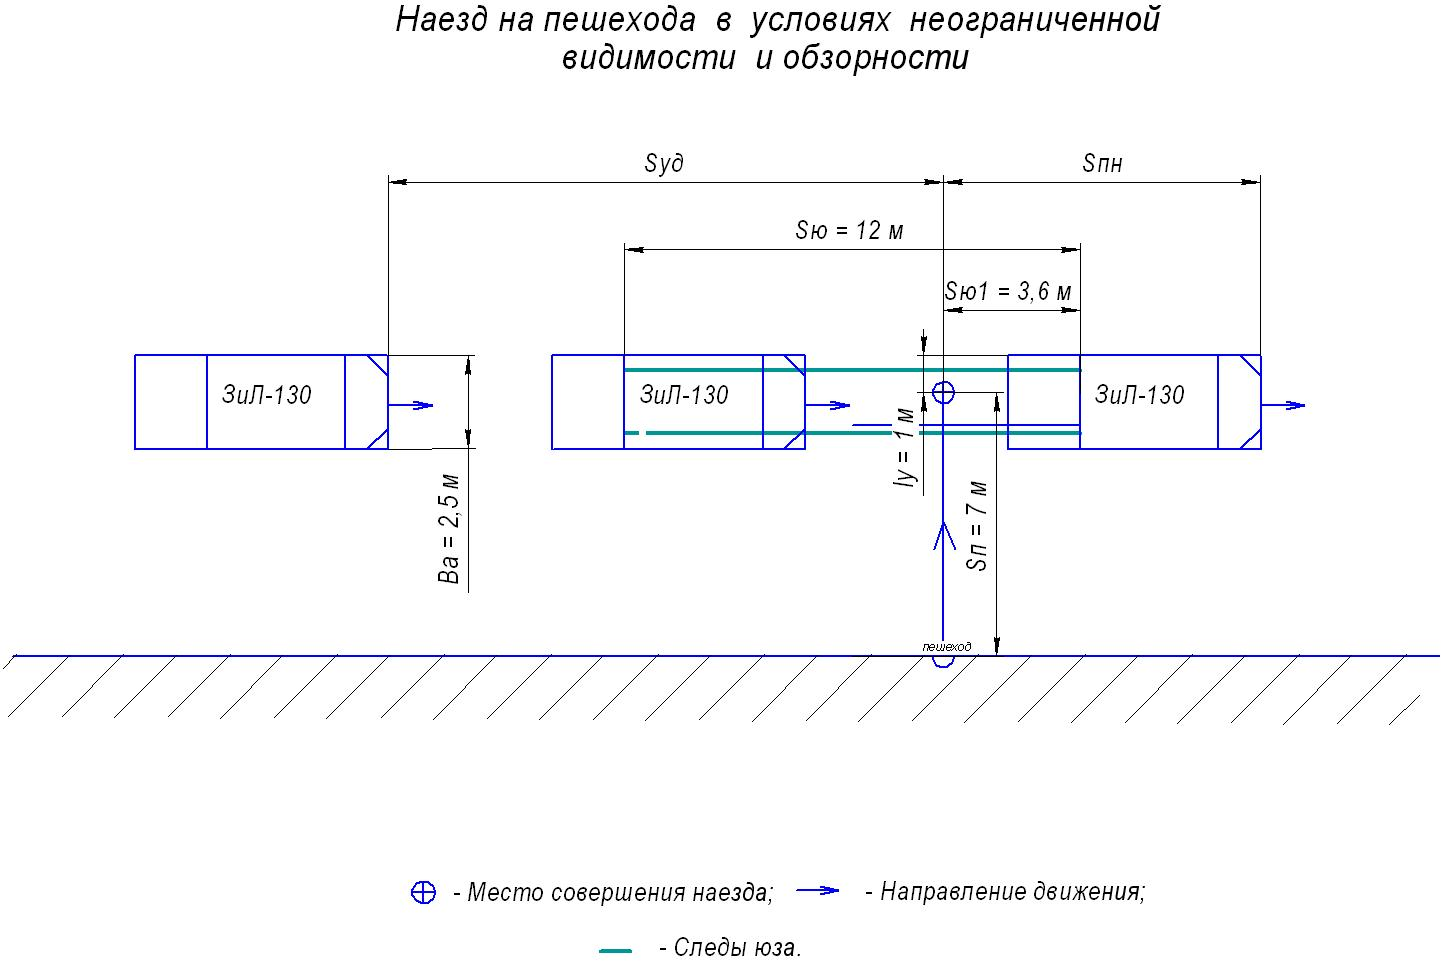 Наезд на пешехода в условиях неограниченной
видимости и обзорности
Sуд
Sпн
Sю = 12 м
Sю1 = 3,6 м
ЗиЛ-130
ЗиЛ-130
ЗиЛ-130
lу = 1 м
Ва = 2,5 м
Sп = 7 м
пешеход
- Место совершения наезда;
- Направление движения;
- Следы юза.